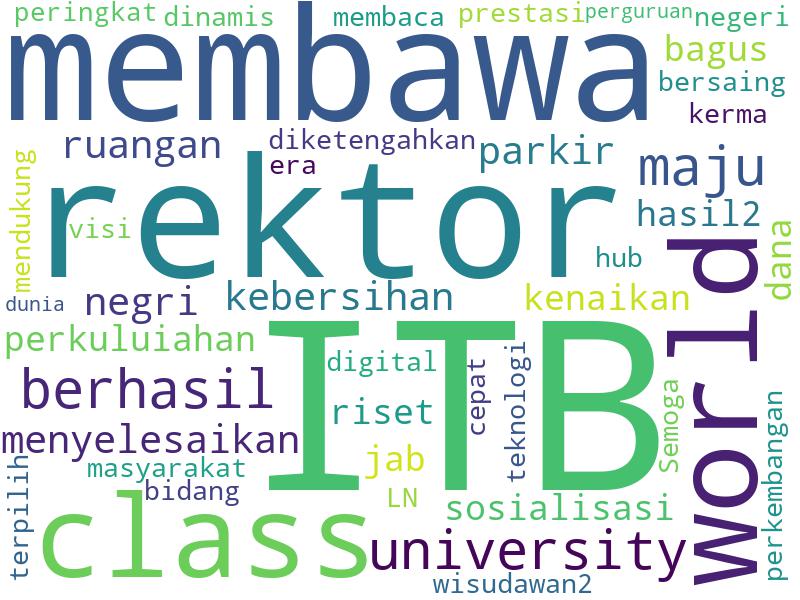 peringkat dinamis membaca prestasi perguruan negeri
membawa bagus
bersaing
kerma
ruangan diketengahkan parkir maju
era
mendukung rektor hasil2
visi hub world dana
dunia negri kebersihan kenaikan
perkuluiahan ITB digital cepat teknologi
berhasil riset Semoga
menyelesaikan jab perkembangan
masyarakat
terpilih bidang LN
class sosialisasi
university
wisudawan2